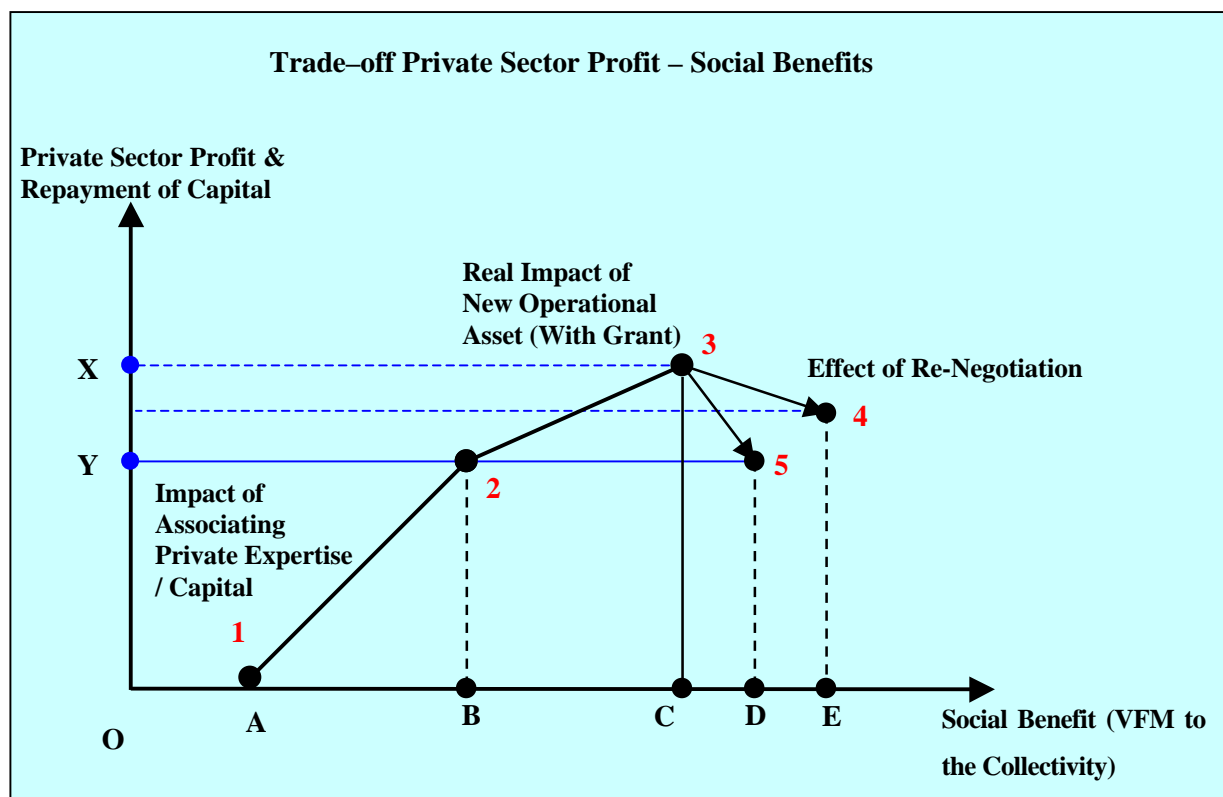 Trade–off Private Sector Profit – Social Benefits
Private Sector Profit &
Repayment of Capital
Real Impact of
New Operational
Asset (With Grant)
3
X
Effect of Re-Negotiation
4
Y
2
5
Impact of
Associating
Private Expertise
/ Capital
1
O
A
B
C
D
E
Social Benefit (VFM to
the Collectivity)